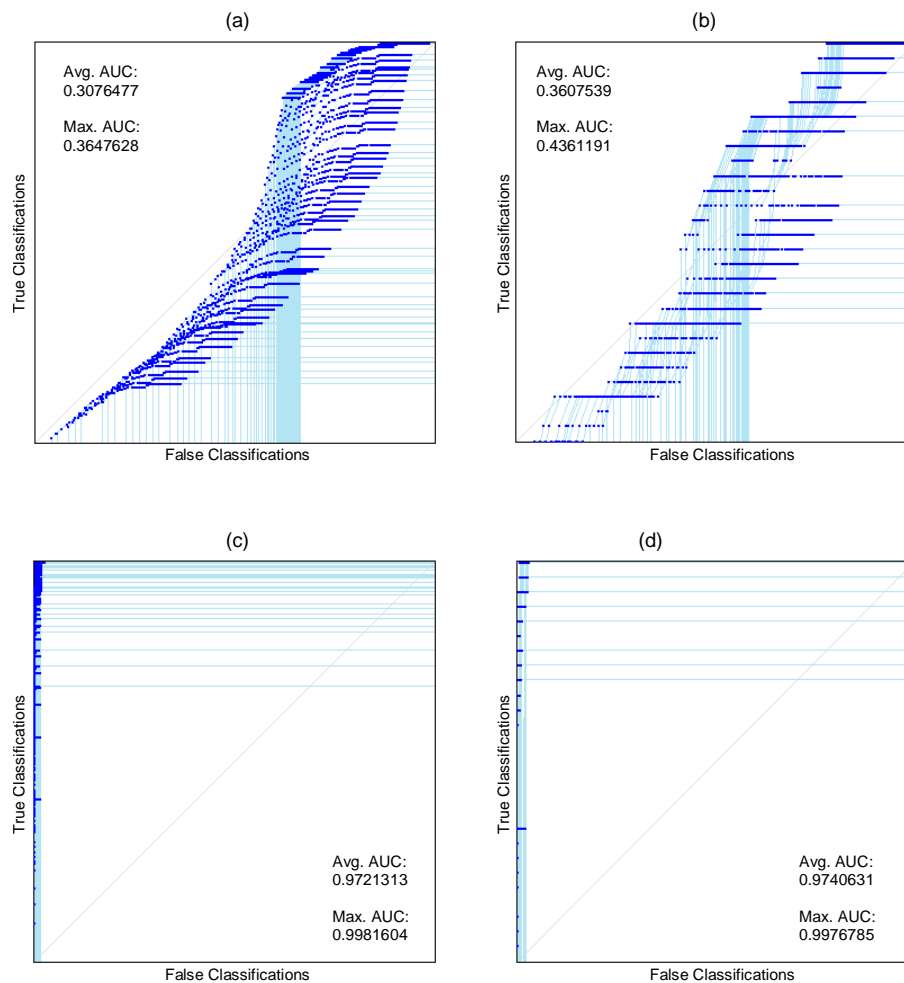 (a)
Avg. AUC:
0.3076477
Max. AUC:
0.3647628
True Classifications
False Classifications
(b)
Avg. AUC:
0.3607539
Max. AUC:
0.4361191
True Classifications
False Classifications
(c)
Avg. AUC:
0.9721313
Max. AUC:
0.9981604
True Classifications
False Classifications
(d)
Avg. AUC:
0.9740631
Max. AUC:
0.9976785
True Classifications
False Classifications